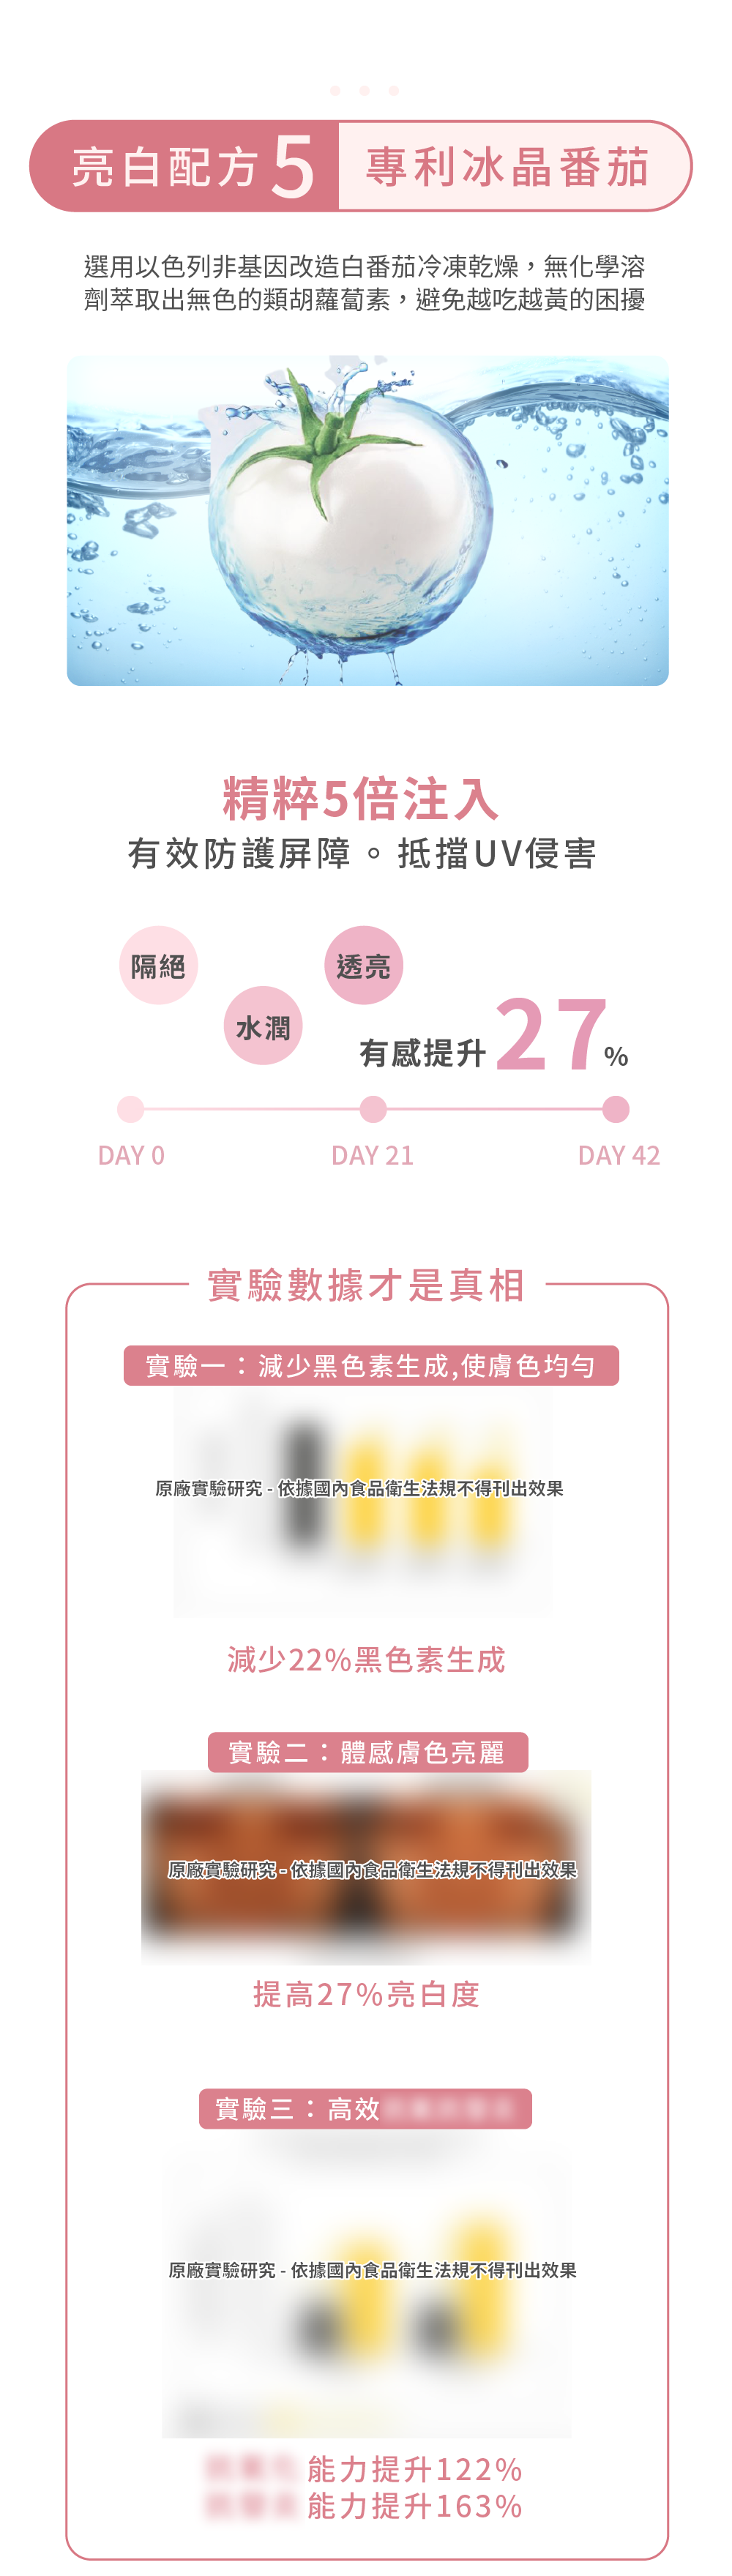 亮白配方5
專利冰晶番茄
選用以色列非基因改造白番茄冷凍乾燥，無化學溶
劑萃取出無色的類胡蘿蔔素，避免越吃越黃的困擾
精粹5倍注入
有效防護屏障。抵擋UV侵害
隔絕
透亮
水潤
有感提升27%
DAY 0
DAY 21
DAY 42
實驗數據才是真相
實驗一：減少黑色素生成,使膚色均勻
原廠實驗研究 - 依據國內食品衛生法規不得刊出效果
減少22%黑色素生成
實驗二：體感膚色亮麗
原廠實驗研究 - 依據國內食品衛生法規不得刊出效果
提高27%亮白度
實驗三：高效
原廠實驗研究 - 依據國內食品衛生法規不得刊出效果
能力提升122%
能力提升163%